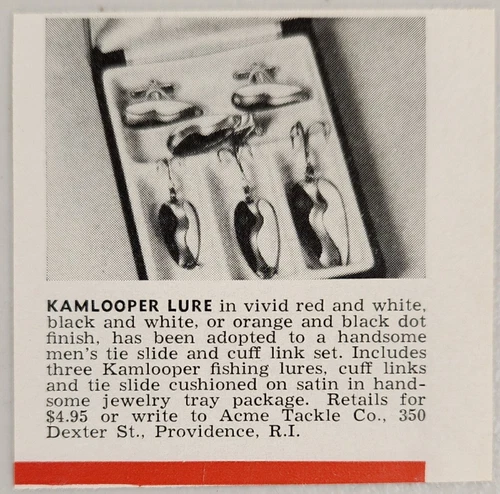 KAMLOOPER LURE in vivid red and white,
black and white, or orange and black dot
finish, has been adopted to a handsome
men's tie slide and cuff link set. Includes
three Kamlooper fishing lures, cuff links
and tie slide cushioned on satin in hand-
some jewelry tray package. Retails for
$4.95 or write to Acme Tackle Co., 350
Dexter St., Providence, R.I.